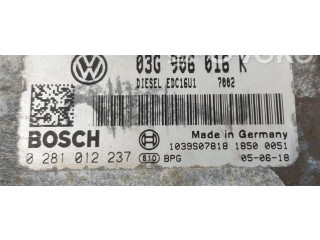 03G 906 016 K
DIESEL EDC16U1 7002
BOSCH
Made in Germany
1039S07818 1850 0051
0 281 012 237 BIO BPG 05-06-18